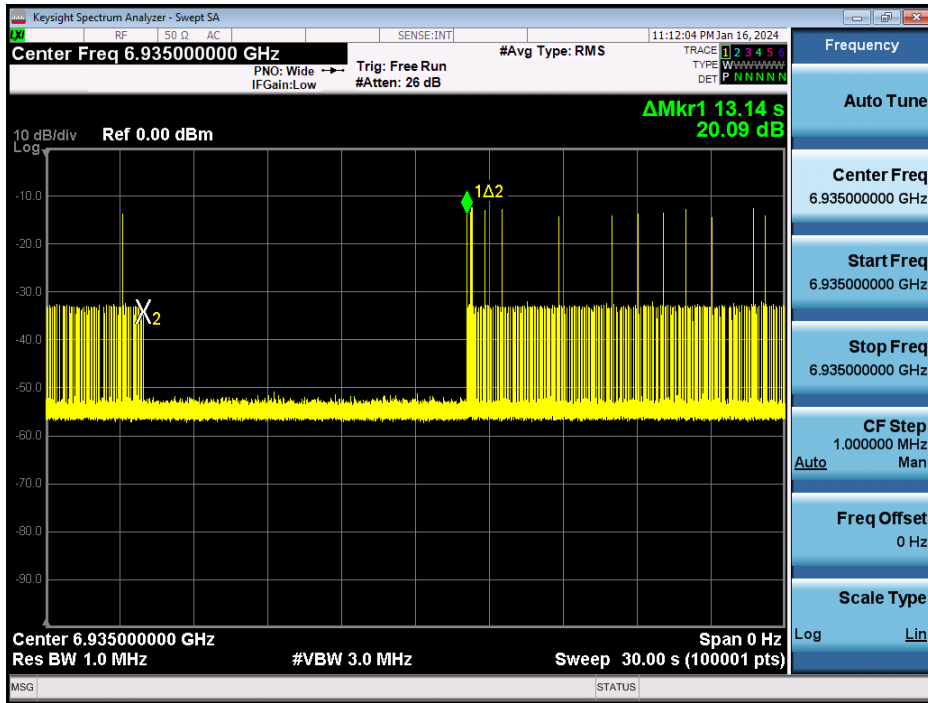 Keysight Spectrum Analyzer - Swept SA
LXI RF 50 Ω AC SENSE:INT 11:12:04 PM Jan 16, 2024
Center Freq 6.935000000 GHz #Avg Type: RMS TRACE 1 2 3 4 5 6
PNO: Wide Trig: Free Run TYPE WWWWWW
IFGain:Low #Atten: 26 dB DET P N N N N N
ΔMkr1 13.14 s
20.09 dB
10 dB/div Ref 0.00 dBm
Log
1Δ2
-10.0
-20.0
-30.0
X2
-40.0
-50.0
-60.0
-70.0
-80.0
-90.0
Center 6.935000000 GHz Span 0 Hz
Res BW 1.0 MHz #VBW 3.0 MHz Sweep 30.00 s (100001 pts)
MSG STATUS
Frequency
Auto Tune
Center Freq
6.935000000 GHz
Start Freq
6.935000000 GHz
Stop Freq
6.935000000 GHz
CF Step
1.000000 MHz
Auto Man
Freq Offset
0 Hz
Scale Type
Log Lin